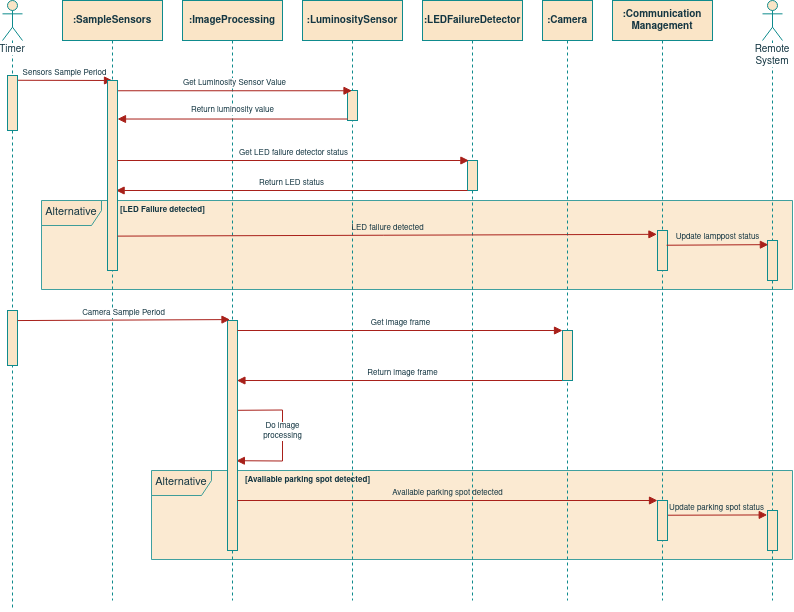 :SampleSensors
:ImageProcessing
:LuminositySensor
:LEDFailureDetector
:Camera
:Communication
Management
Timer
Remote
System
Sensors Sample Period
Get Luminosity Sensor Value
Return luminosity value
Get LED failure detector status
Return LED status
Alternative
[LED Failure detected]
LED failure detected
Update lamppost status
Camera Sample Period
Get image frame
Return image frame
Do image
processing
Alternative
[Available parking spot detected]
Available parking spot detected
Update parking spot status